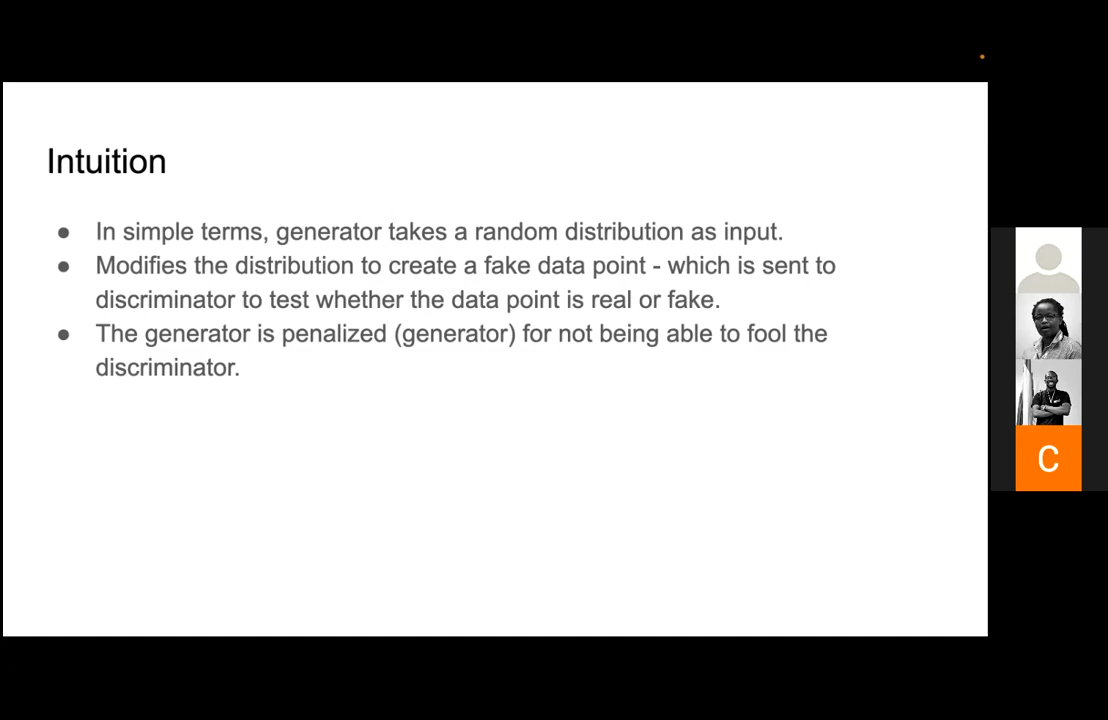 Intuition
● In simple terms, generator takes a random distribution as input.
● Modifies the distribution to create a fake data point - which is sent to
discriminator to test whether the data point is real or fake.
● The generator is penalized (generator) for not being able to fool the
discriminator.
C